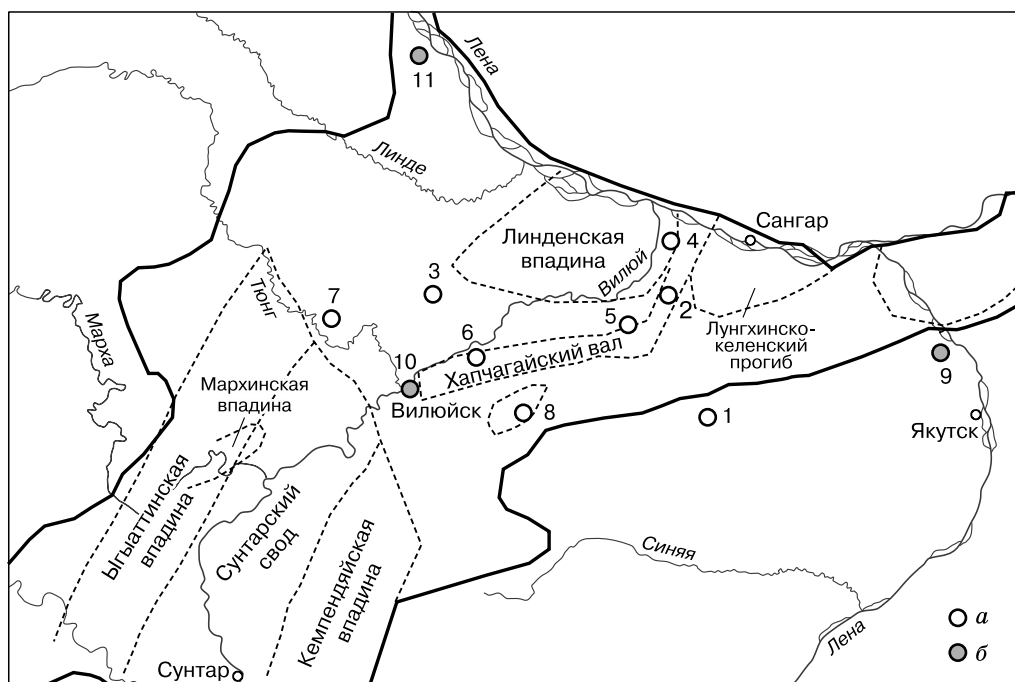 Лена
11
Линде
Сангар
Линденская
впадина
Вилюй
4
3
7
Тюнг
2
5
Лунгхинско-
келенский
прогиб
Марха
6
Хапчагайский вал
10
Вилюйск
9
Мархинская
впадина
8
1
Якутск
Ыгыаттинская
впадина
Сунтарский
свод
Кемпендяйская
впадина
Синяя
а
б
Лена
Сунтар